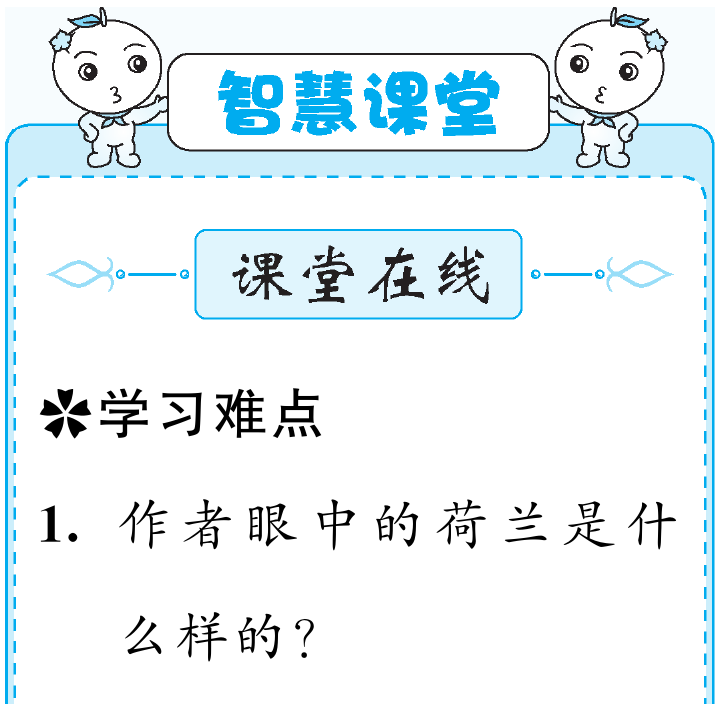 智慧课堂
课堂在线
学习难点
1. 作者眼中的荷兰是什
么样的?